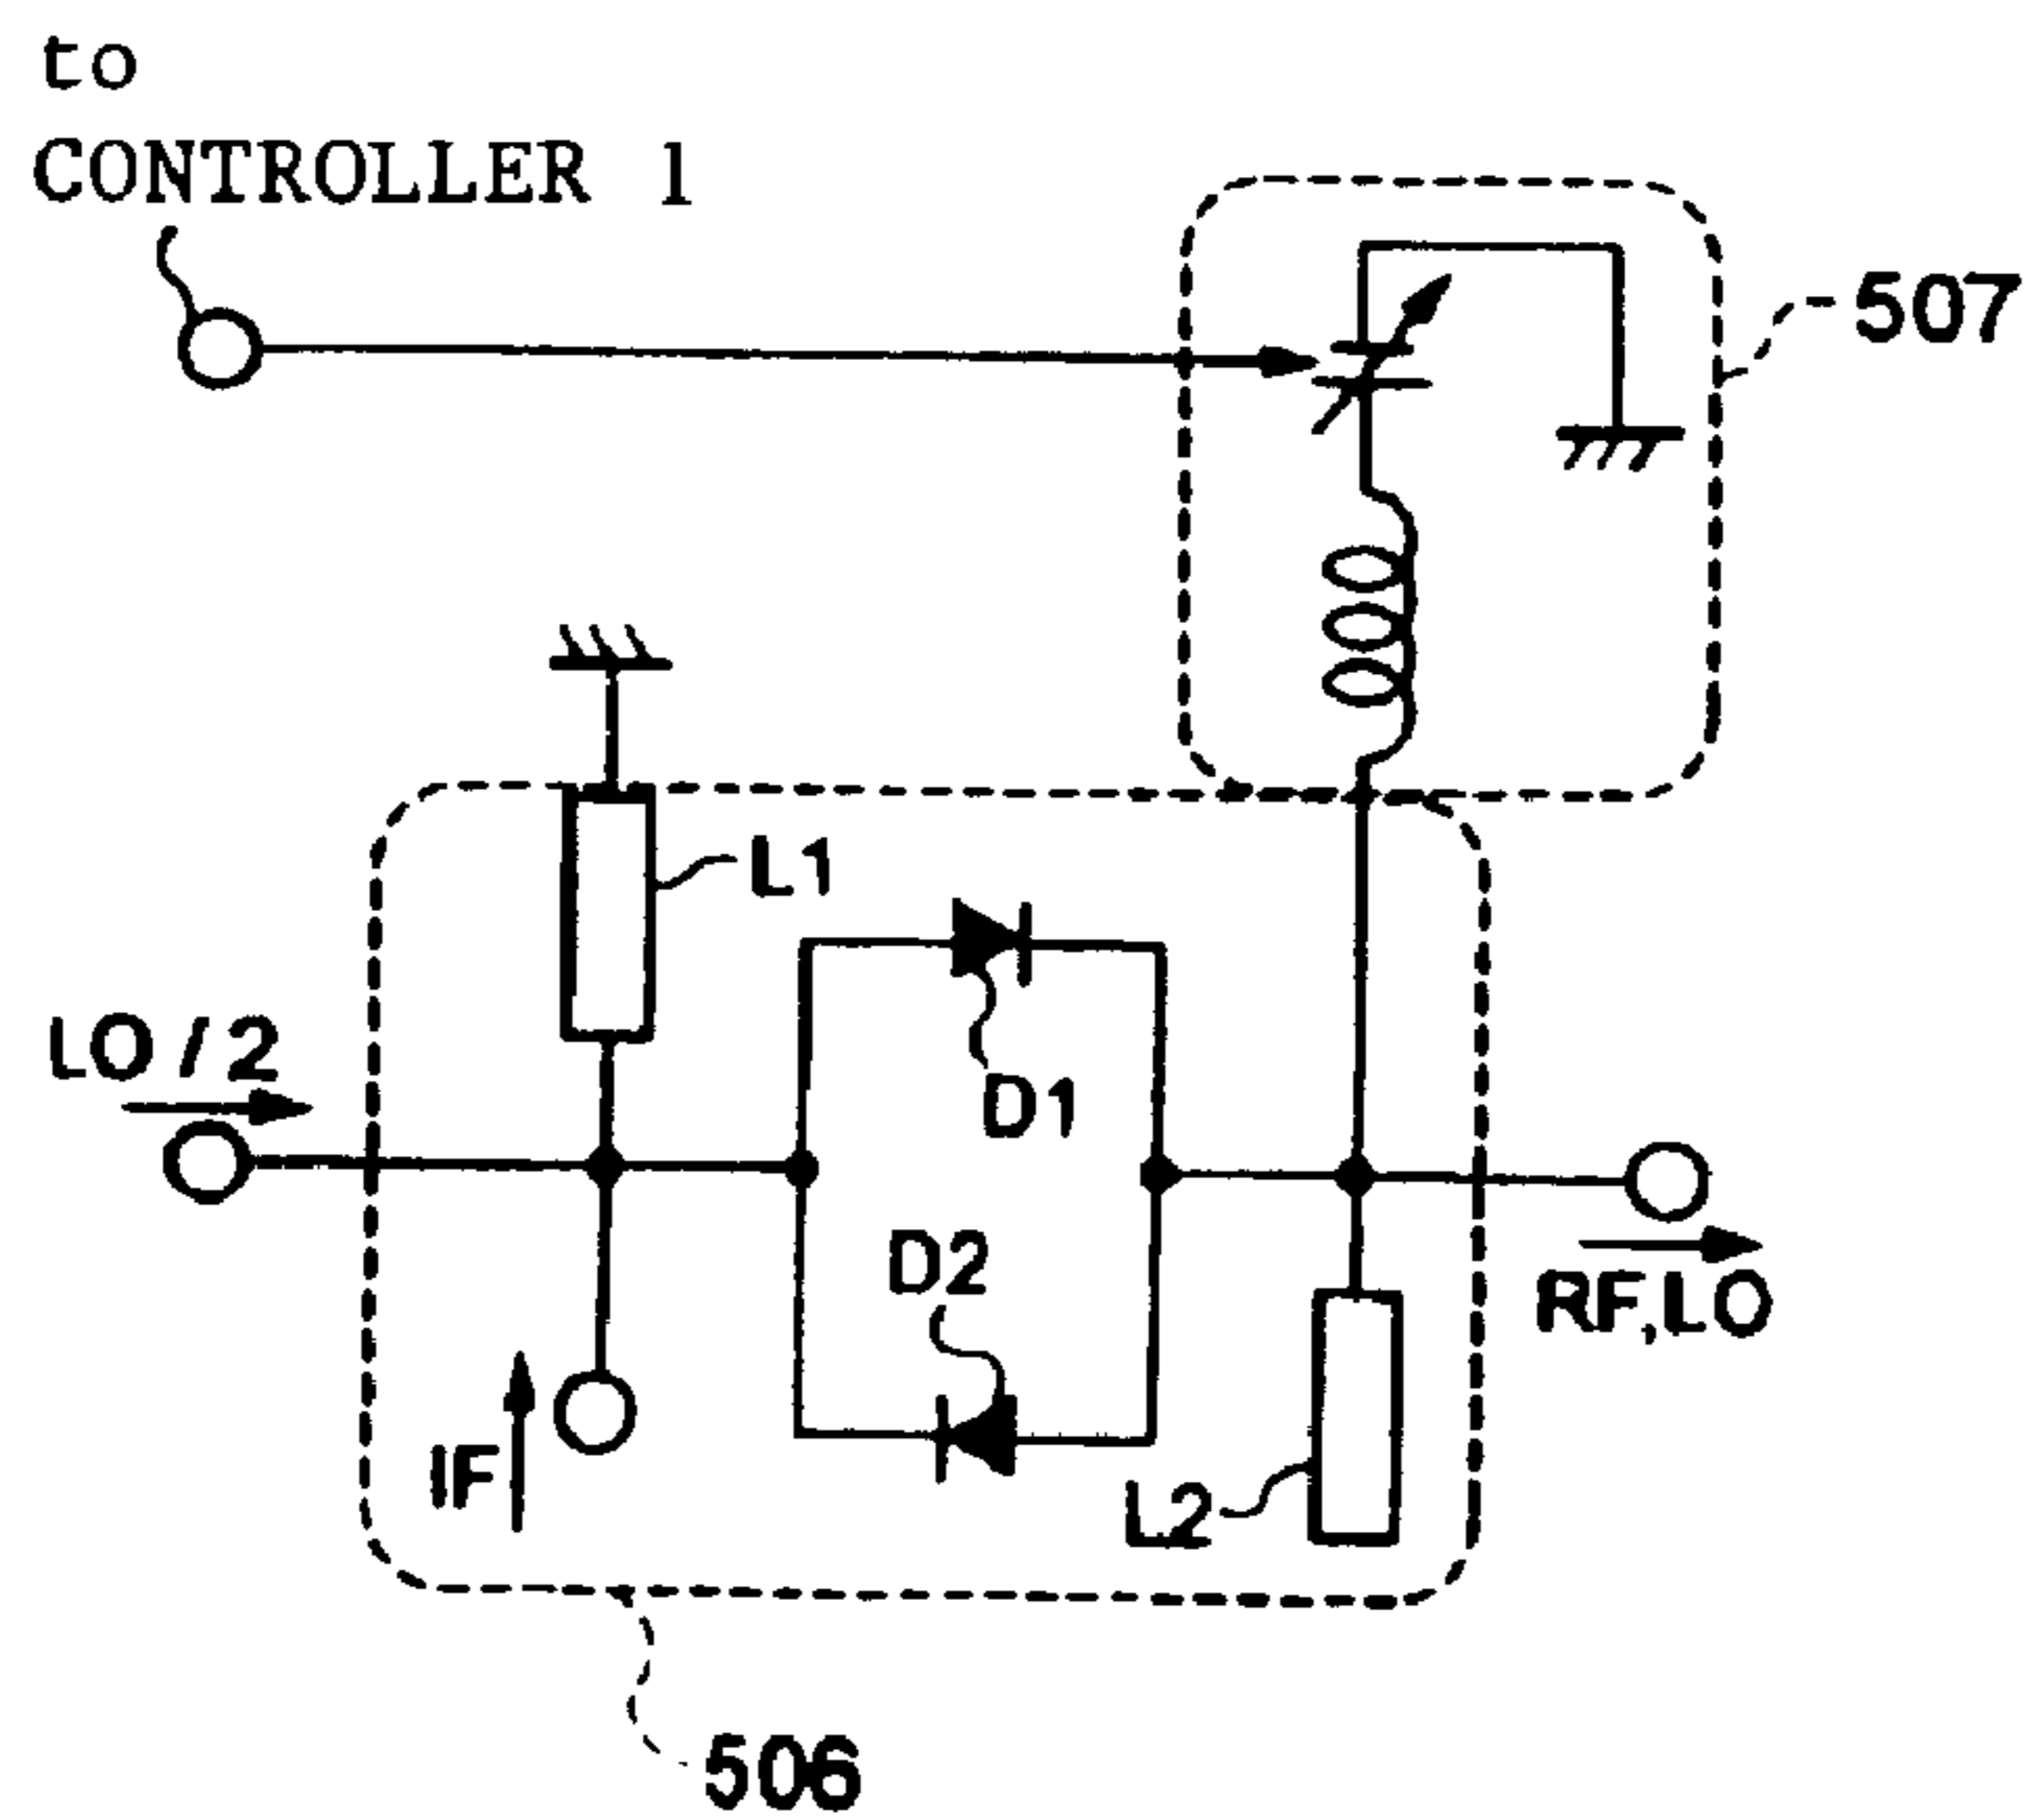 to
CONTROLLER 1
507
L1
LO/2
D1
D2
RF,LO
IF
L2
506